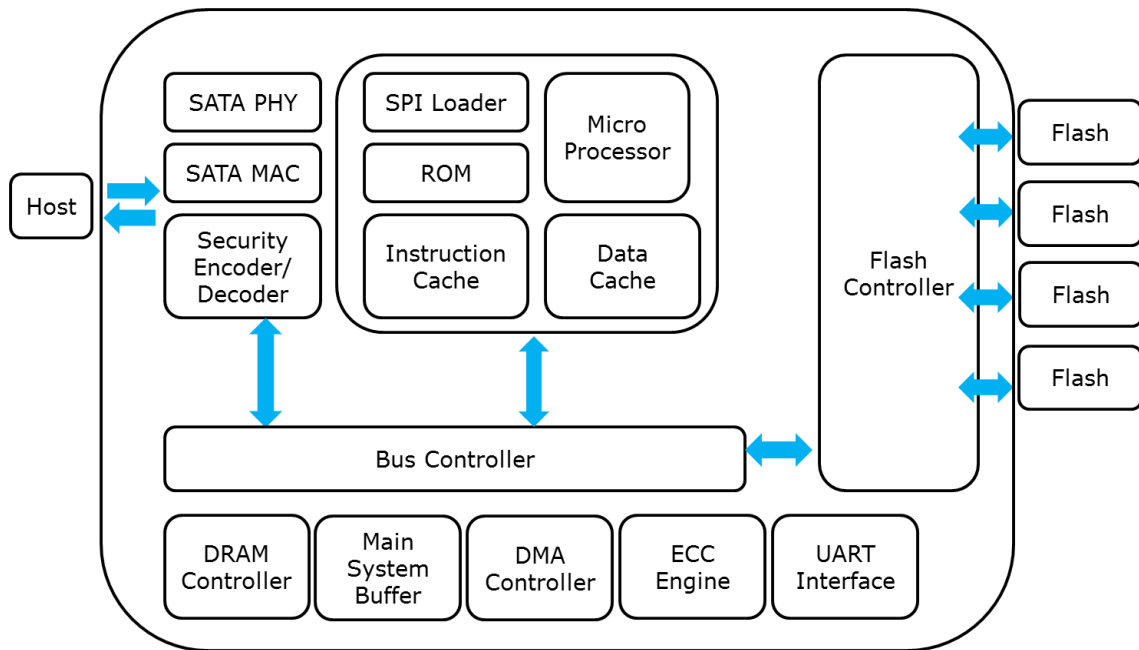 SATA PHY
SATA MAC
Security
Encoder/
Decoder
Host
SPI Loader
ROM
Micro
Processor
Instruction
Cache
Data
Cache
Flash
Controller
Flash
Flash
Flash
Flash
Bus Controller
DRAM
Controller
Main
System
Buffer
DMA
Controller
ECC
Engine
UART
Interface